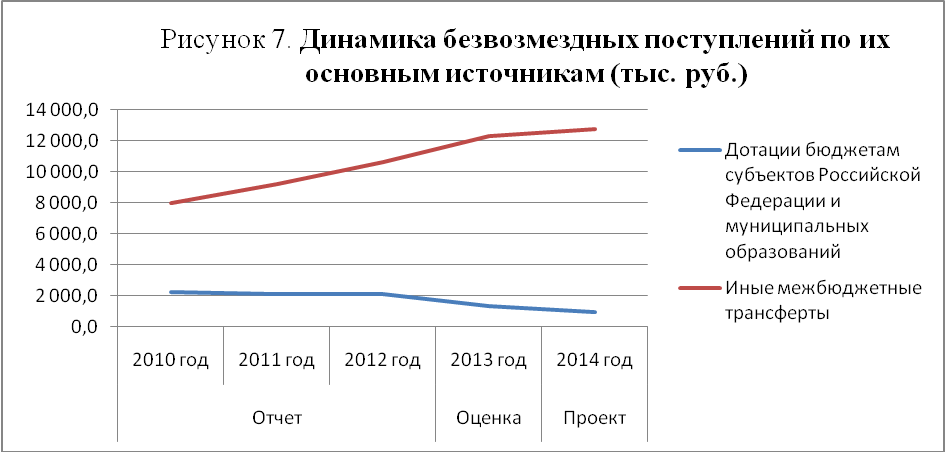 Рисунок 7. Динамика безвозмездных поступлений по их
основным источникам (тыс. руб.)
14 000,0
12 000,0
10 000,0
8 000,0
6 000,0
4 000,0
2 000,0
0,0
2010 год 2011 год 2012 год 2013 год 2014 год
Отчет Оценка Проект
Дотации бюджетам
субъектов Российской
Федерации и
муниципальных
образований
Иные межбюджетные
трансферты